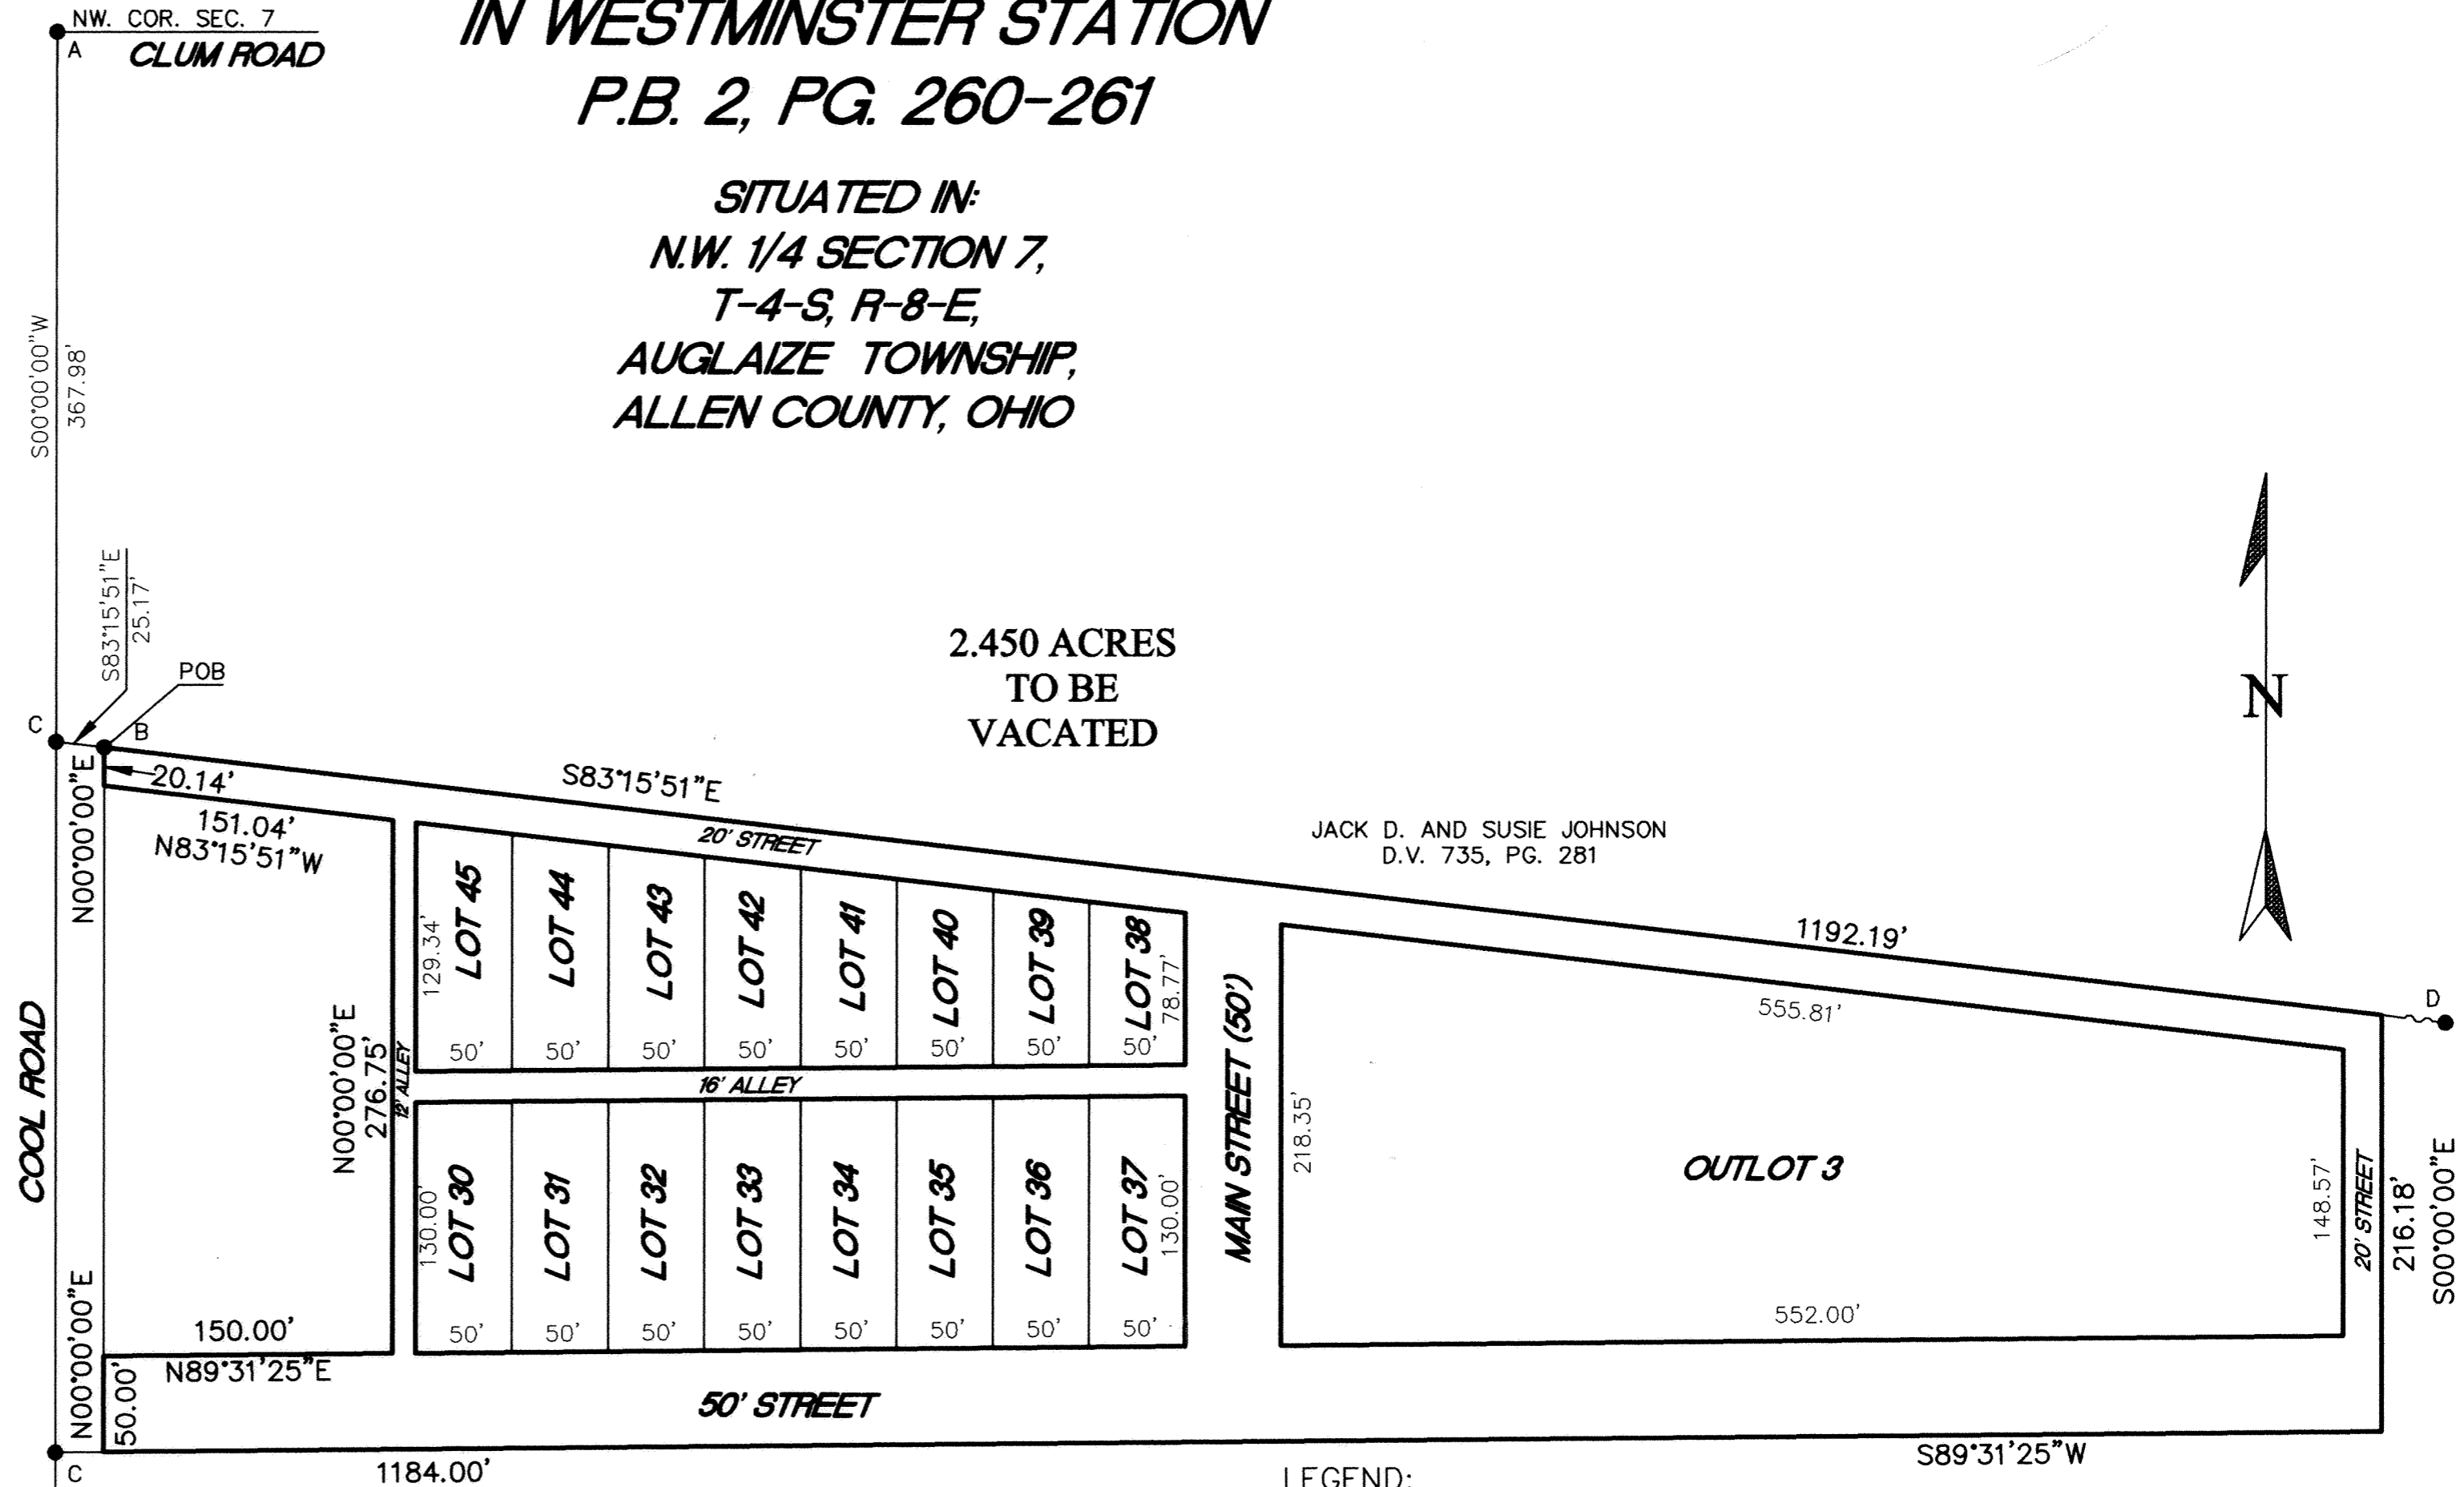 NW. COR. SEC. 7
A
CLUM ROAD
IN WESTMINSTER STATION
P.B. 2, PG. 260-261
SITUATED IN:
N.W. 1/4 SECTION 7,
T-4-S, R-8-E,
AUGLAIZE TOWNSHIP,
ALLEN COUNTY, OHIO
S00°00'00"W
367.98'
S83°15'51"E
25.17'
POB
C
B
2.450 ACRES
TO BE
VACATED
N
N00°00'00"E
20.14'
151.04'
N83°15'51"W
S83°15'51"E
20' STREET
JACK D. AND SUSIE JOHNSON
D.V. 735, PG. 281
1192.19'
D
555.81'
129.34'
LOT 45
LOT 44
LOT 43
LOT 42
LOT 41
LOT 40
LOT 39
LOT 38
78.77'
50'
50'
50'
50'
50'
50'
50'
50'
COOL ROAD
N00°00'00"E
276.75'
12' ALLEY
16' ALLEY
MAIN STREET (50')
218.35'
OUTLOT 3
148.57'
20' STREET
216.18'
S00°00'00"E
130.00'
LOT 30
LOT 31
LOT 32
LOT 33
LOT 34
LOT 35
LOT 36
LOT 37
130.00'
50'
50'
50'
50'
50'
50'
50'
50'
552.00'
N00°00'00"E
150.00'
N89°31'25"E
50.00'
50' STREET
S89°31'25"W
C
1184.00'
LEGEND: